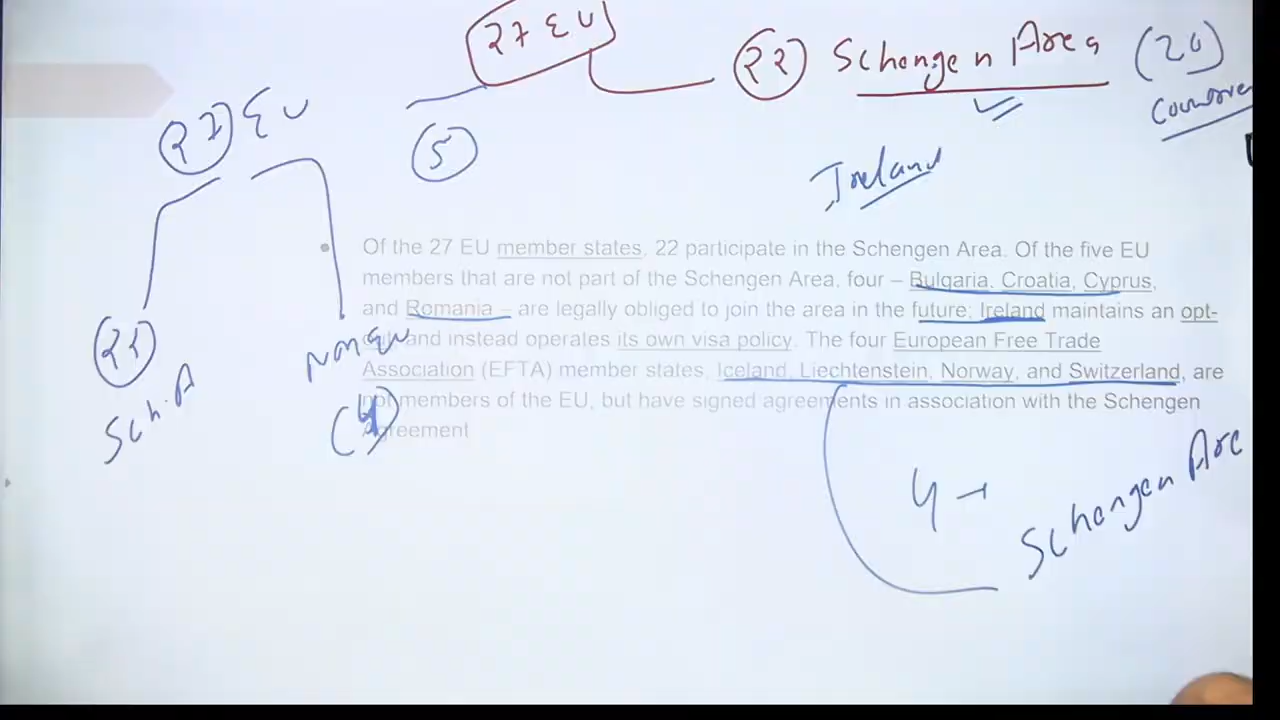 27 EU
22 Schengen Area (26)
5
27 EU
Ireland
Of the 27 EU member states, 22 participate in the Schengen Area. Of the five EU
members that are not part of the Schengen Area, four – Bulgaria, Croatia, Cyprus,
and Romania – are legally obliged to join the area in the future; Ireland maintains an opt-
and instead operates its own visa policy. The four European Free Trade
Association (EFTA) member states, Iceland, Liechtenstein, Norway, and Switzerland, are
not members of the EU, but have signed agreements in association with the Schengen
Agreement
Sch.A
(4)
4 → Schengen Are